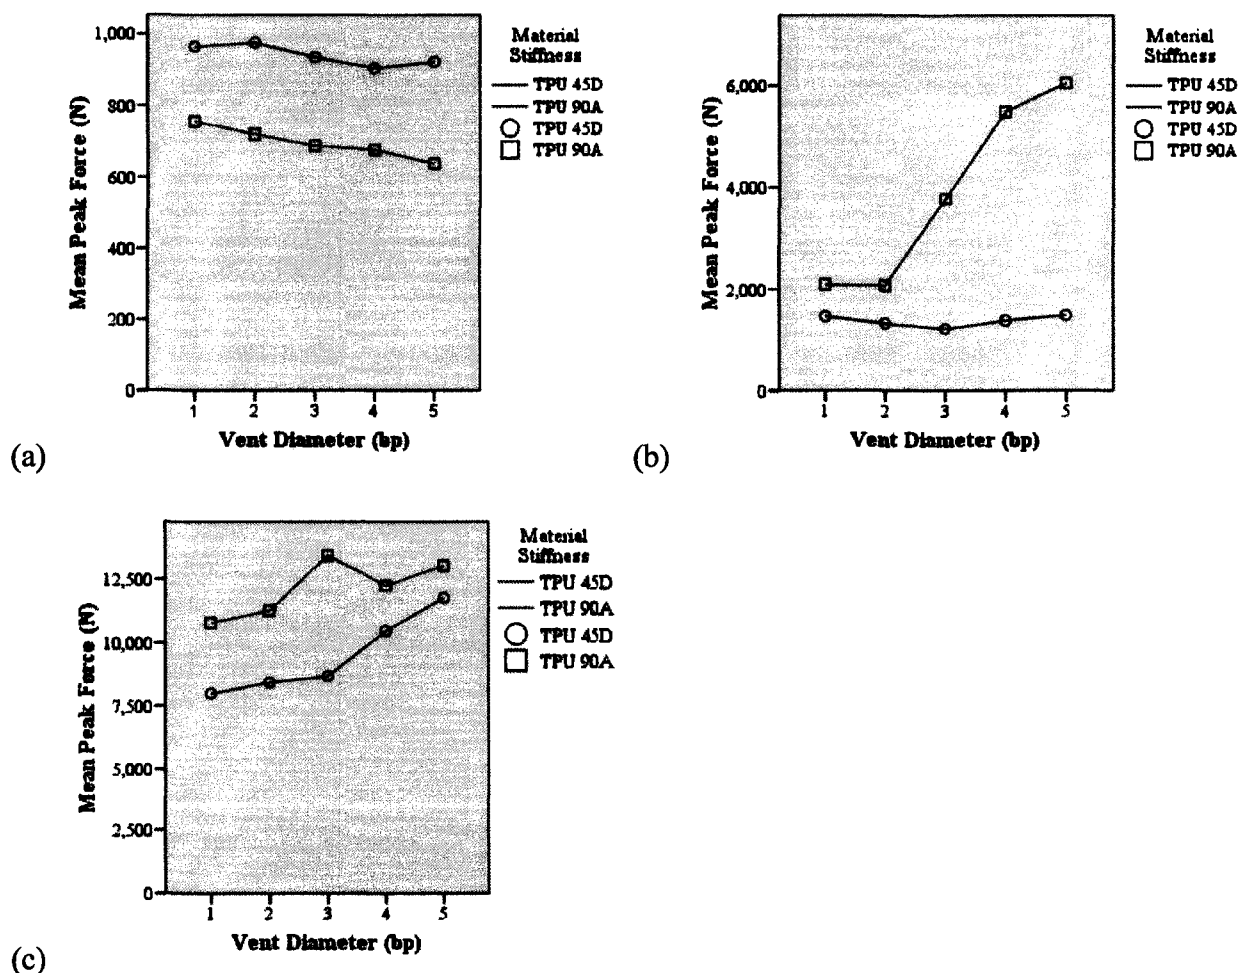 Material
Stiffness
TPU 45D
TPU 90A
TPU 45D
TPU 90A
1,000
800
600
400
200
0
Mean Peak Force (N)
1 2 3 4 5
Vent Diameter (bp)
(a)
Material
Stiffness
TPU 45D
TPU 90A
TPU 45D
TPU 90A
6,000
4,000
2,000
0
Mean Peak Force (N)
1 2 3 4 5
Vent Diameter (bp)
(b)
Material
Stiffness
TPU 45D
TPU 90A
TPU 45D
TPU 90A
12,500
10,000
7,500
5,000
2,500
0
Mean Peak Force (N)
1 2 3 4 5
Vent Diameter (bp)
(c)